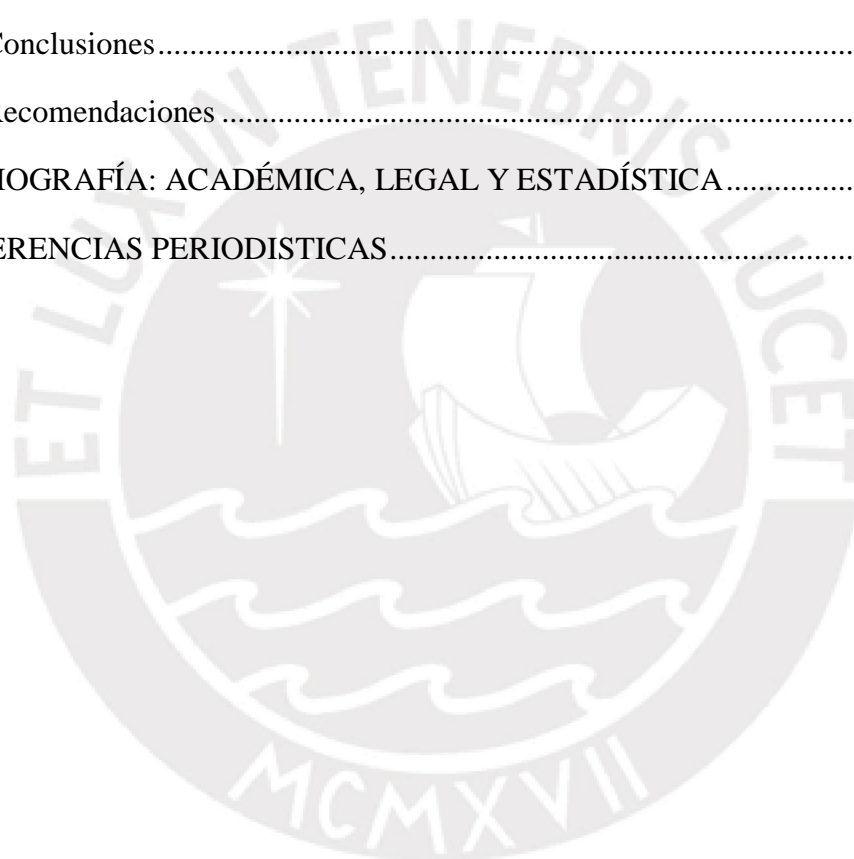 Conclusiones................................................................................................
Recomendaciones................................................................................
IOGRAFÍA: ACADÉMICA, LEGAL Y ESTADÍSTICA................
ERENCIAS PERIODISTICAS..........................................................
ET LUX IN TENEBRIS LUCET
MCMXVII